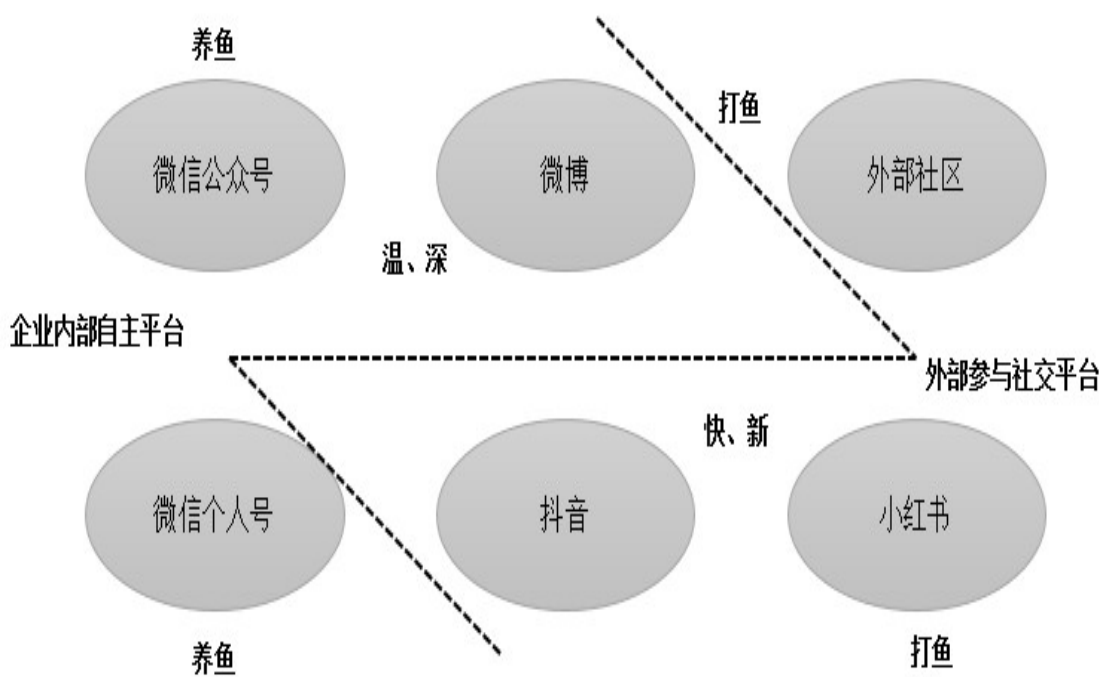 养鱼
打鱼
微信公众号
微博
外部社区
温、深
企业内部自主平台
外部参与社交平台
快、新
微信个人号
抖音
小红书
养鱼
打鱼